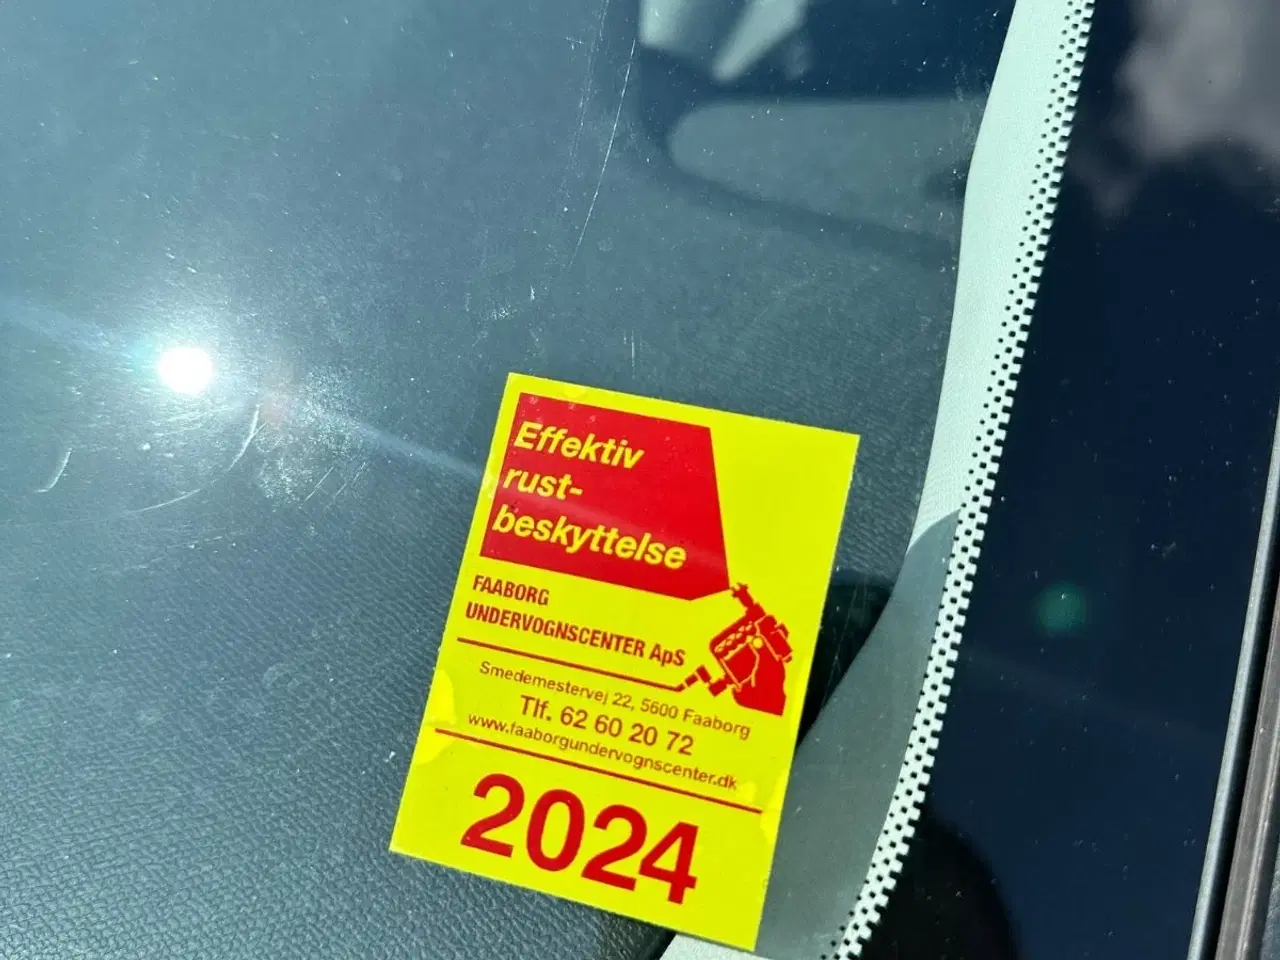 Effektiv
rust-
beskyttelse
FAABORG
UNDERVOGNSCENTER ApS
Smedemestervej 22, 5600 Faaborg
Tlf. 62 60 20 72
www.faaborgundervognscenter.dk
2024